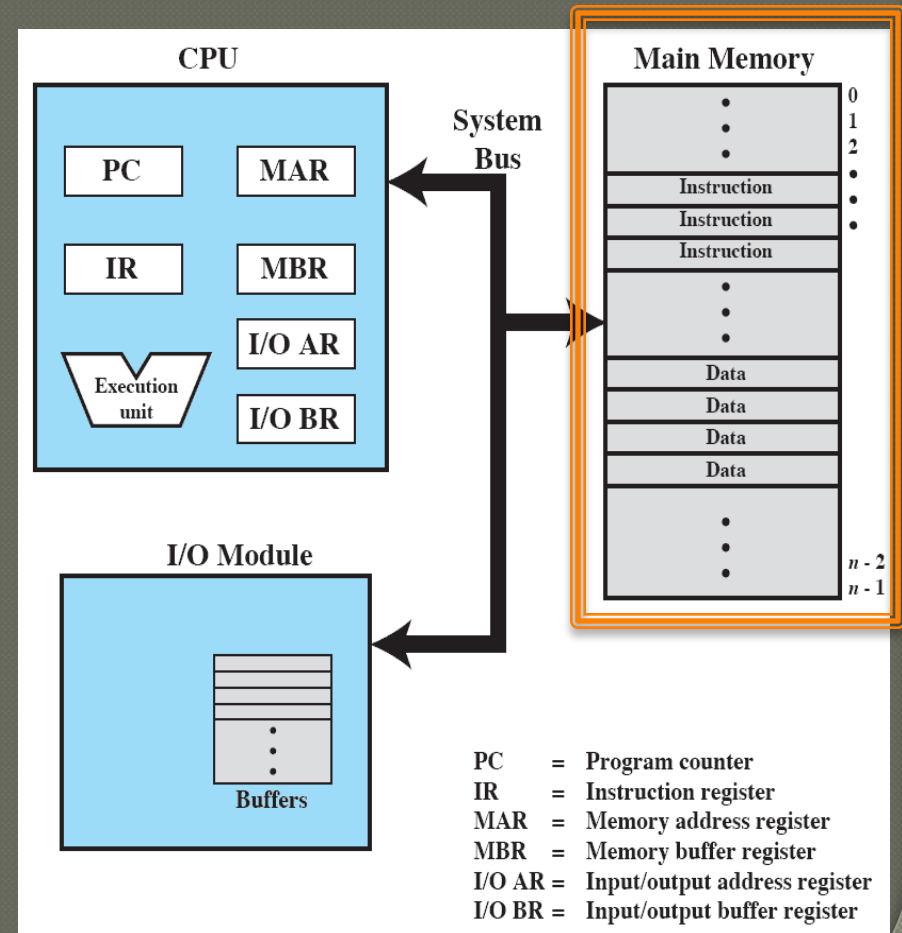 CPU
PC
MAR
IR
MBR
I/O AR
Execution
unit
I/O BR
System
Bus
Main Memory
0
1
2
Instruction
Instruction
Instruction
Data
Data
Data
Data
n - 2
n - 1
I/O Module
Buffers
PC = Program counter
IR = Instruction register
MAR = Memory address register
MBR = Memory buffer register
I/O AR = Input/output address register
I/O BR = Input/output buffer register